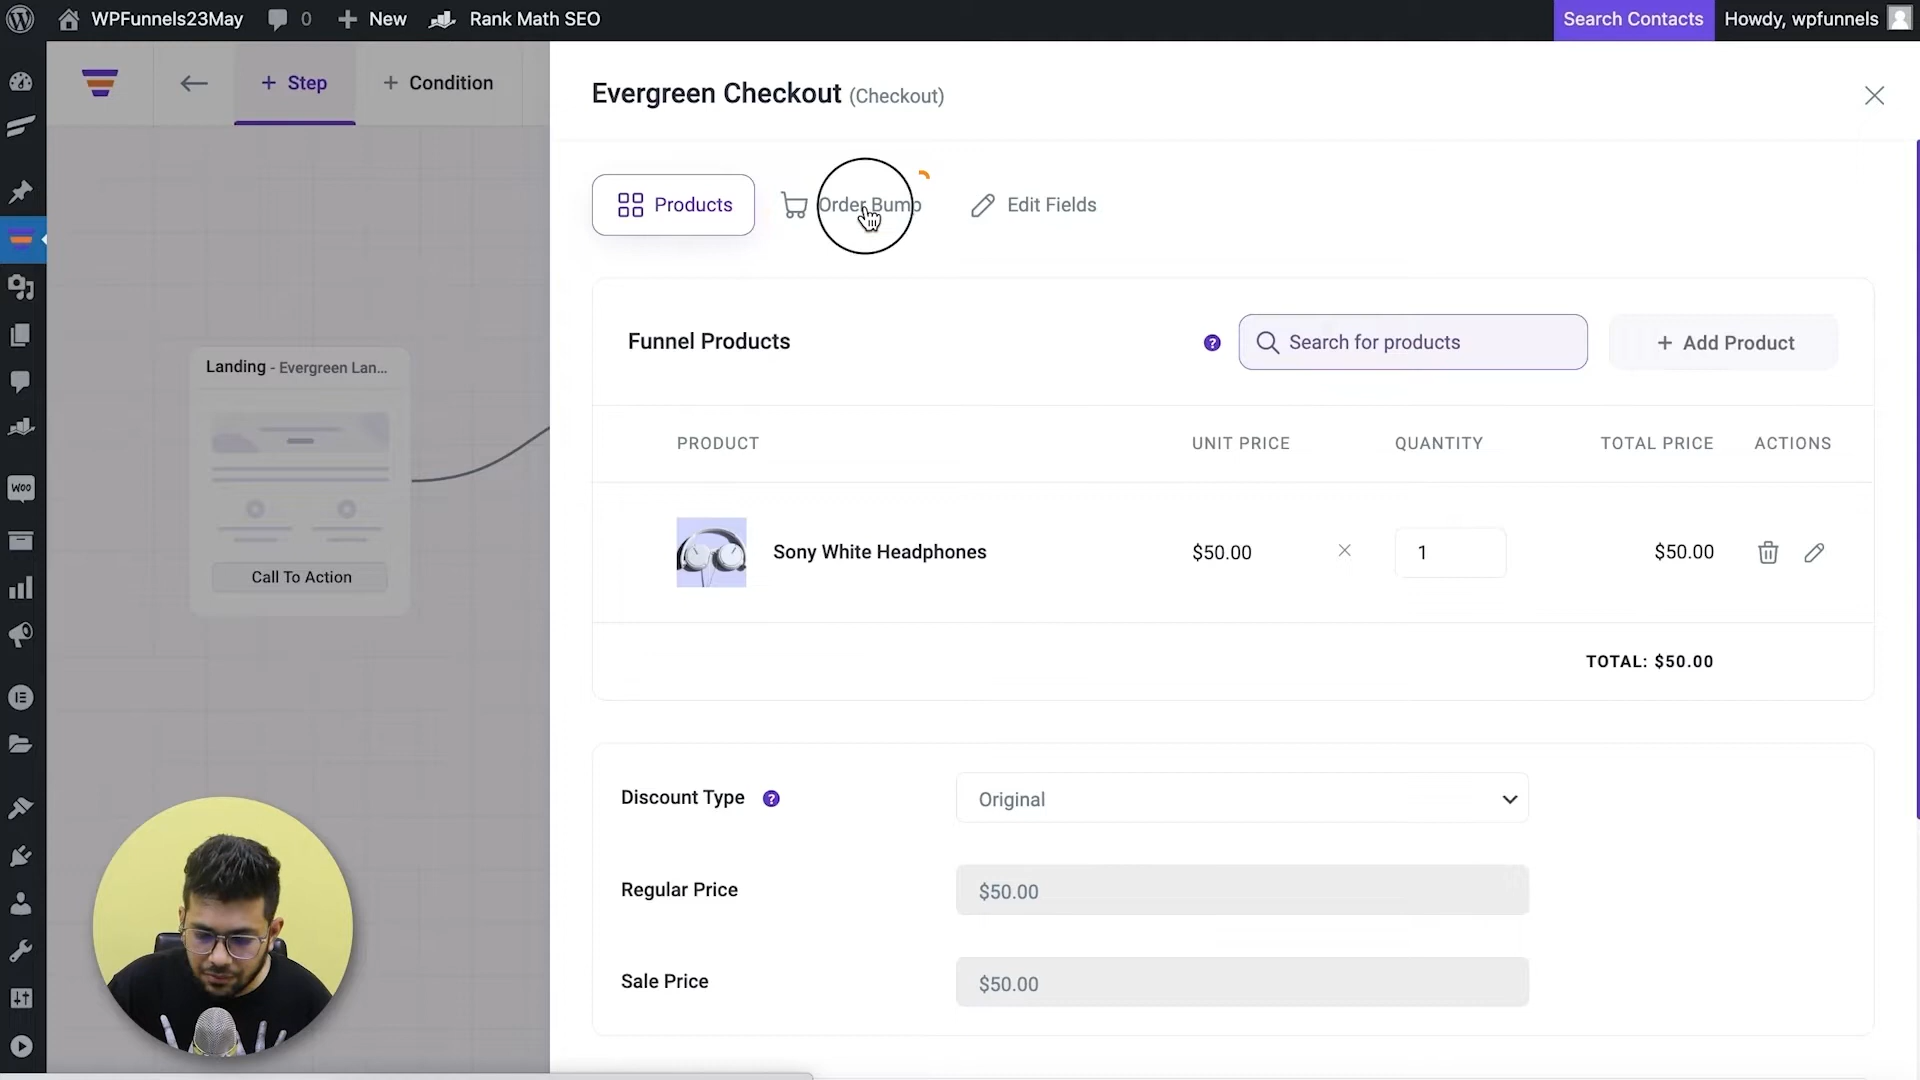 WPFunnels23May 0 New Rank Math SEO Search Contacts Howdy, wpfunnels
Step Condition
Evergreen Checkout (Checkout)
Products Order Bump Edit Fields
Funnel Products ? Search for products + Add Product
PRODUCT UNIT PRICE QUANTITY TOTAL PRICE ACTIONS
Sony White Headphones $50.00 1 $50.00
TOTAL: $50.00
Discount Type ? Original
Regular Price $50.00
Sale Price $50.00
Landing - Evergreen Lan...
Call To Action
WOO